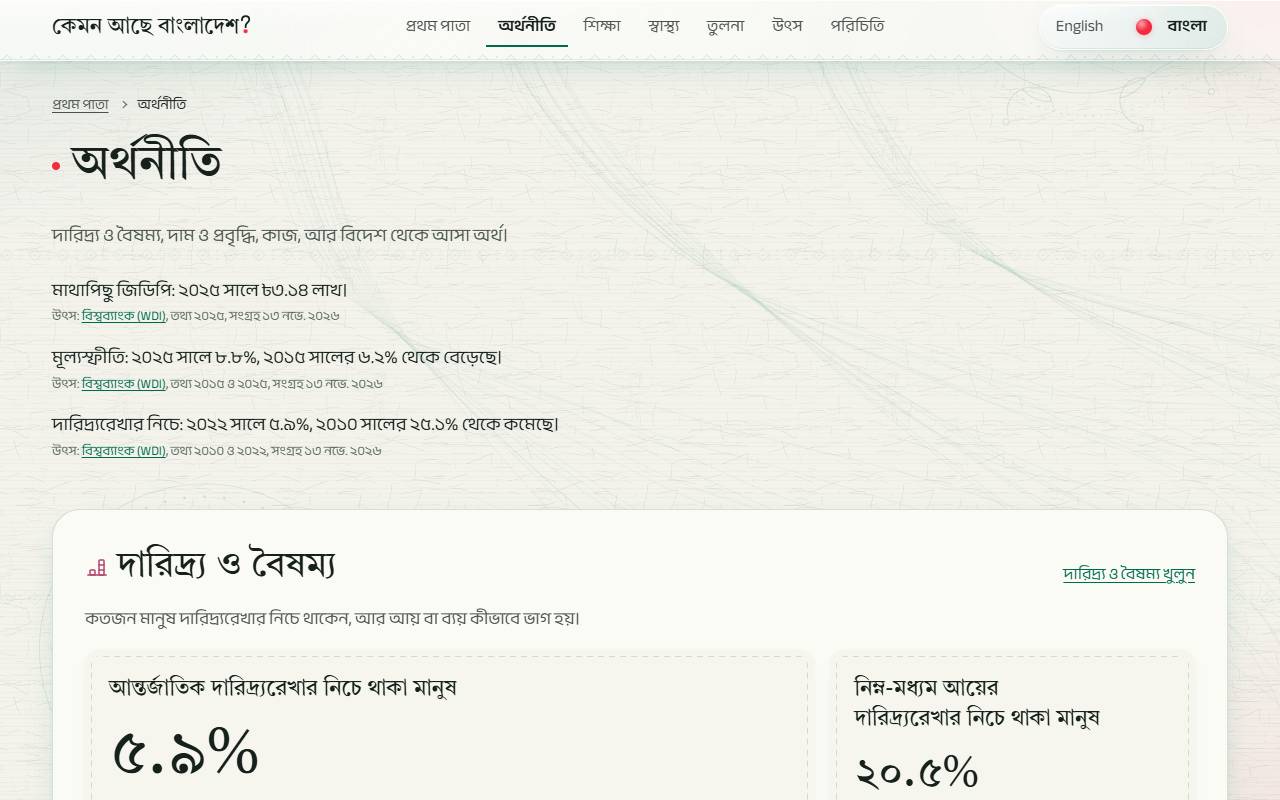 কেমন আছে বাংলাদেশ?
প্রথম পাতা
অর্থনীতি
শিক্ষা
স্বাস্থ্য
তুলনা
উৎস
পরিচিতি
English
বাংলা
প্রথম পাতা › অর্থনীতি
অর্থনীতি
দারিদ্র্য ও বৈষম্য, দাম ও প্রবৃদ্ধি, কাজ, আর বিদেশ থেকে আসা অর্থ।
মাথাপিছু জিডিপি: ২০২৫ সালে ৳৩.১৪ লাখ।
উৎস: বিশ্বব্যাংক (WDI), তথ্য ২০২৫, সংগ্রহ ১৩ নভে. ২০২৬
মূল্যস্ফীতি: ২০২৫ সালে ৮.৮%, ২০১৫ সালের ৬.২% থেকে বেড়েছে।
উৎস: বিশ্বব্যাংক (WDI), তথ্য ২০১৫ ও ২০২৫, সংগ্রহ ১৩ নভে. ২০২৬
দারিদ্র্যরেখার নিচে: ২০২২ সালে ৫.৯%, ২০১০ সালের ২৫.১% থেকে কমেছে।
উৎস: বিশ্বব্যাংক (WDI), তথ্য ২০১০ ও ২০২২, সংগ্রহ ১৩ নভে. ২০২৬
দারিদ্র্য ও বৈষম্য
দারিদ্র্য ও বৈষম্য খুলুন
কতজন মানুষ দারিদ্র্যরেখার নিচে থাকেন, আর আয় বা ব্যয় কীভাবে ভাগ হয়।
আন্তর্জাতিক দারিদ্র্যরেখার নিচে থাকা মানুষ
৫.৯%
নিম্ন-মধ্যম আয়ের
দারিদ্র্যরেখার নিচে থাকা মানুষ
২০.৫%